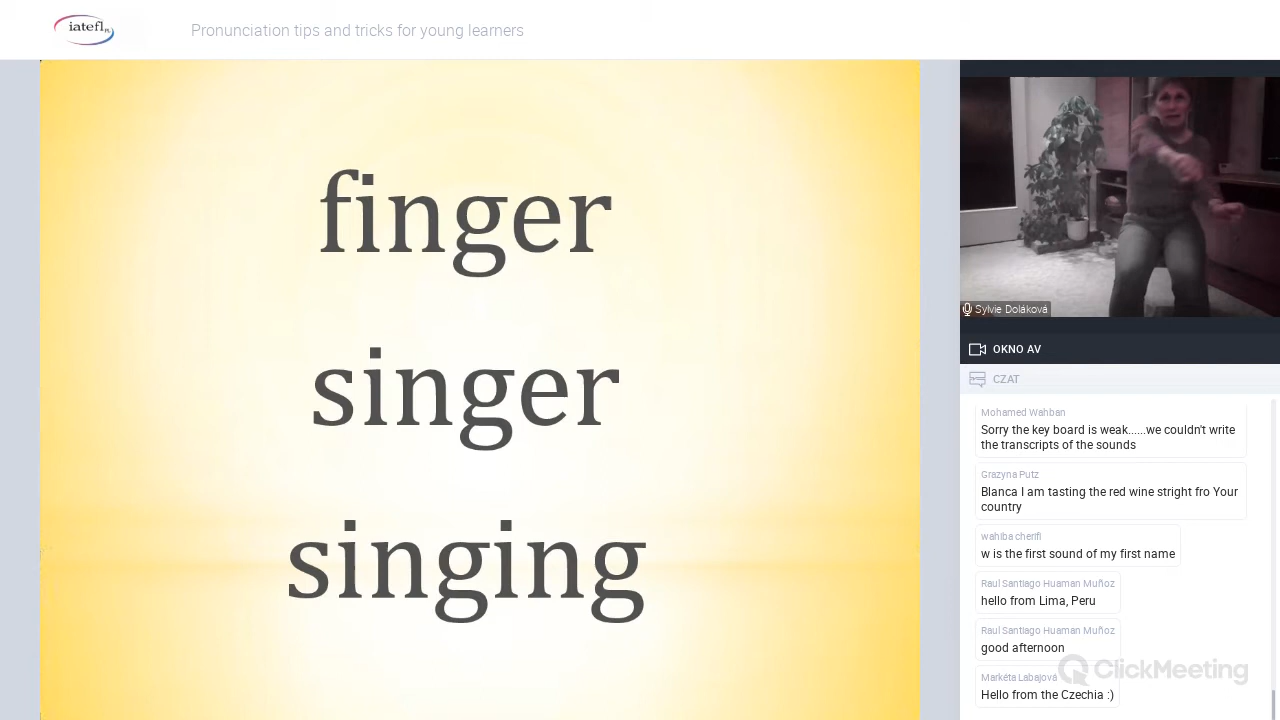 iatefl PL
Pronunciation tips and tricks for young learners
finger
singer
singing
Sylvie Doláková
OKNO AV
CZAT
Mohamed Wahban
Sorry the key board is weak......we couldn't write
the transcripts of the sounds
Grazyna Putz
Blanca I am tasting the red wine stright fro Your
country
wahiba cherifi
w is the first sound of my first name
Raul Santiago Huaman Muñoz
hello from Lima, Peru
Raul Santiago Huaman Muñoz
good afternoon
Markéta Labajová
Hello from the Czechia :)
ClickMeeting